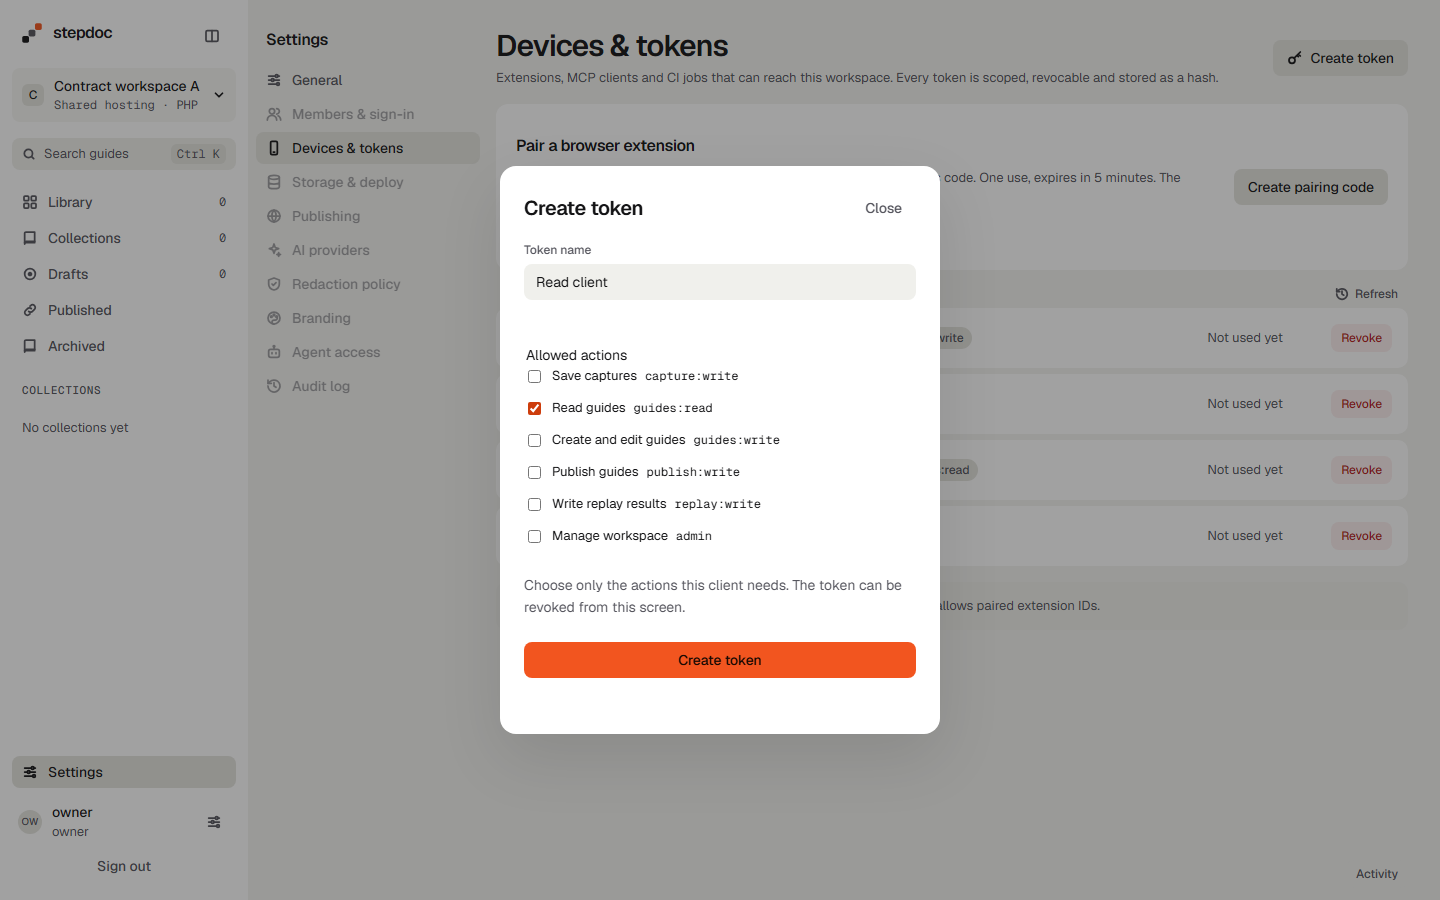 stepdoc
C
Contract workspace A
Shared hosting · PHP
Search guides
Ctrl K
Library
0
Collections
0
Drafts
0
Published
Archived
COLLECTIONS
No collections yet
Settings
OW
owner
owner
Sign out
Settings
General
Members & sign-in
Devices & tokens
Storage & deploy
Publishing
AI providers
Redaction policy
Branding
Agent access
Audit log
Devices & tokens
Extensions, MCP clients and CI jobs that can reach this workspace. Every token is scoped, revocable and stored as a hash.
Create token
Pair a browser extension
code. One use, expires in 5 minutes. The
Create pairing code
Refresh
write
Not used yet
Revoke
Not used yet
Revoke
:read
Not used yet
Revoke
Not used yet
Revoke
allows paired extension IDs.
Activity
Create token
Close
Token name
Read client
Allowed actions
Save captures capture:write
Read guides guides:read
Create and edit guides guides:write
Publish guides publish:write
Write replay results replay:write
Manage workspace admin
Choose only the actions this client needs. The token can be
revoked from this screen.
Create token